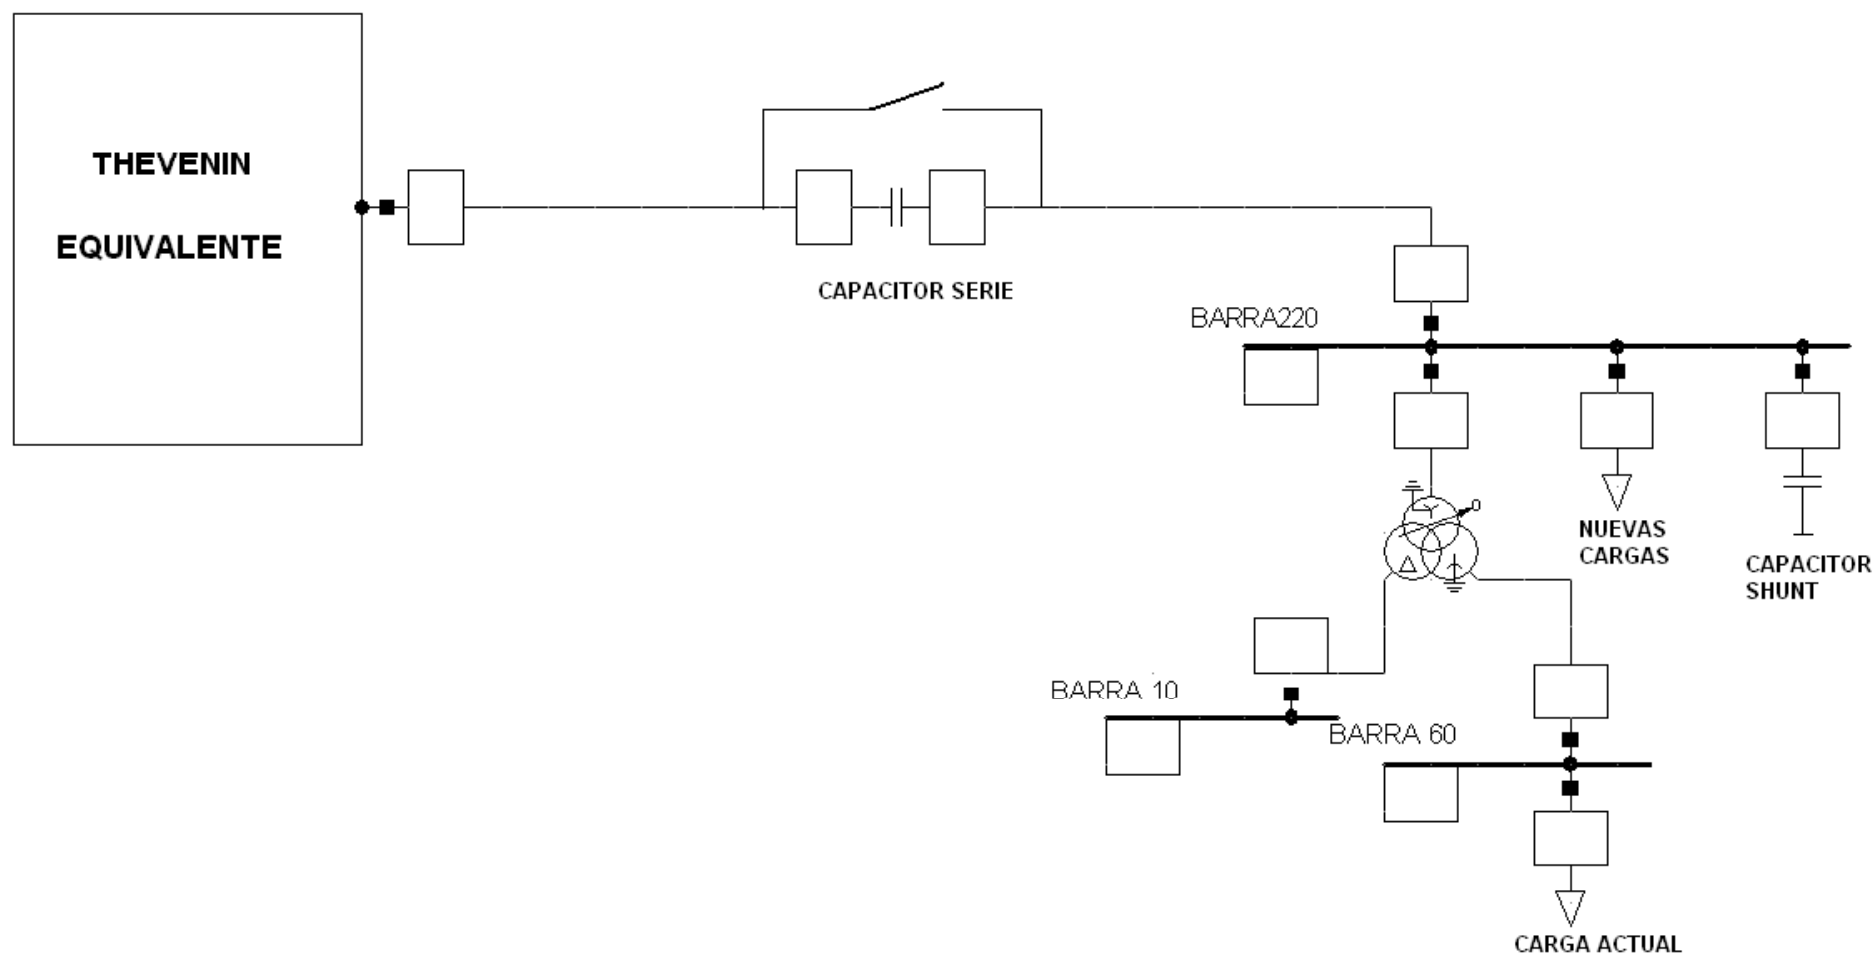 THEVENIN
EQUIVALENTE
CAPACITOR SERIE
BARRA220
NUEVAS
CARGAS
CAPACITOR
SHUNT
BARRA 10
BARRA 60
CARGA ACTUAL